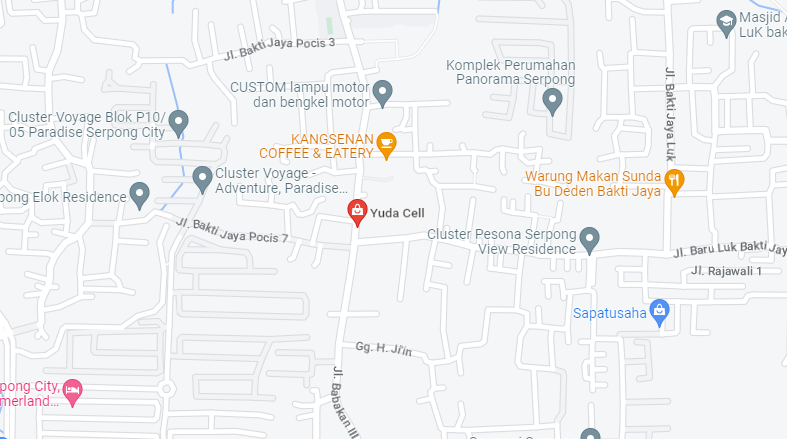 Jl. Bakti Jaya Pocis 3
Masjid A
LuK bak
Komplek Perumahan
Panorama Serpong
CUSTOM lampu motor
dan bengkel motor
Jl. Bakti Jaya Luk
Cluster Voyage Blok P10/
05 Paradise Serpong City
KANGSENAN
COFFEE & EATERY
Cluster Voyage -
Adventure, Paradise...
Warung Makan Sunda
Bu Deden Bakti Jaya
pong Elok Residence
Yuda Cell
Jl. Bakti Jaya Pocis 7
Cluster Pesona Serpong
View Residence
Jl. Baru Luk Bakti Jay
Jl. Rajawali 1
Sapatusaha
Gg. H. Ji'in
pong City,
merland...
Jl. Babakan III